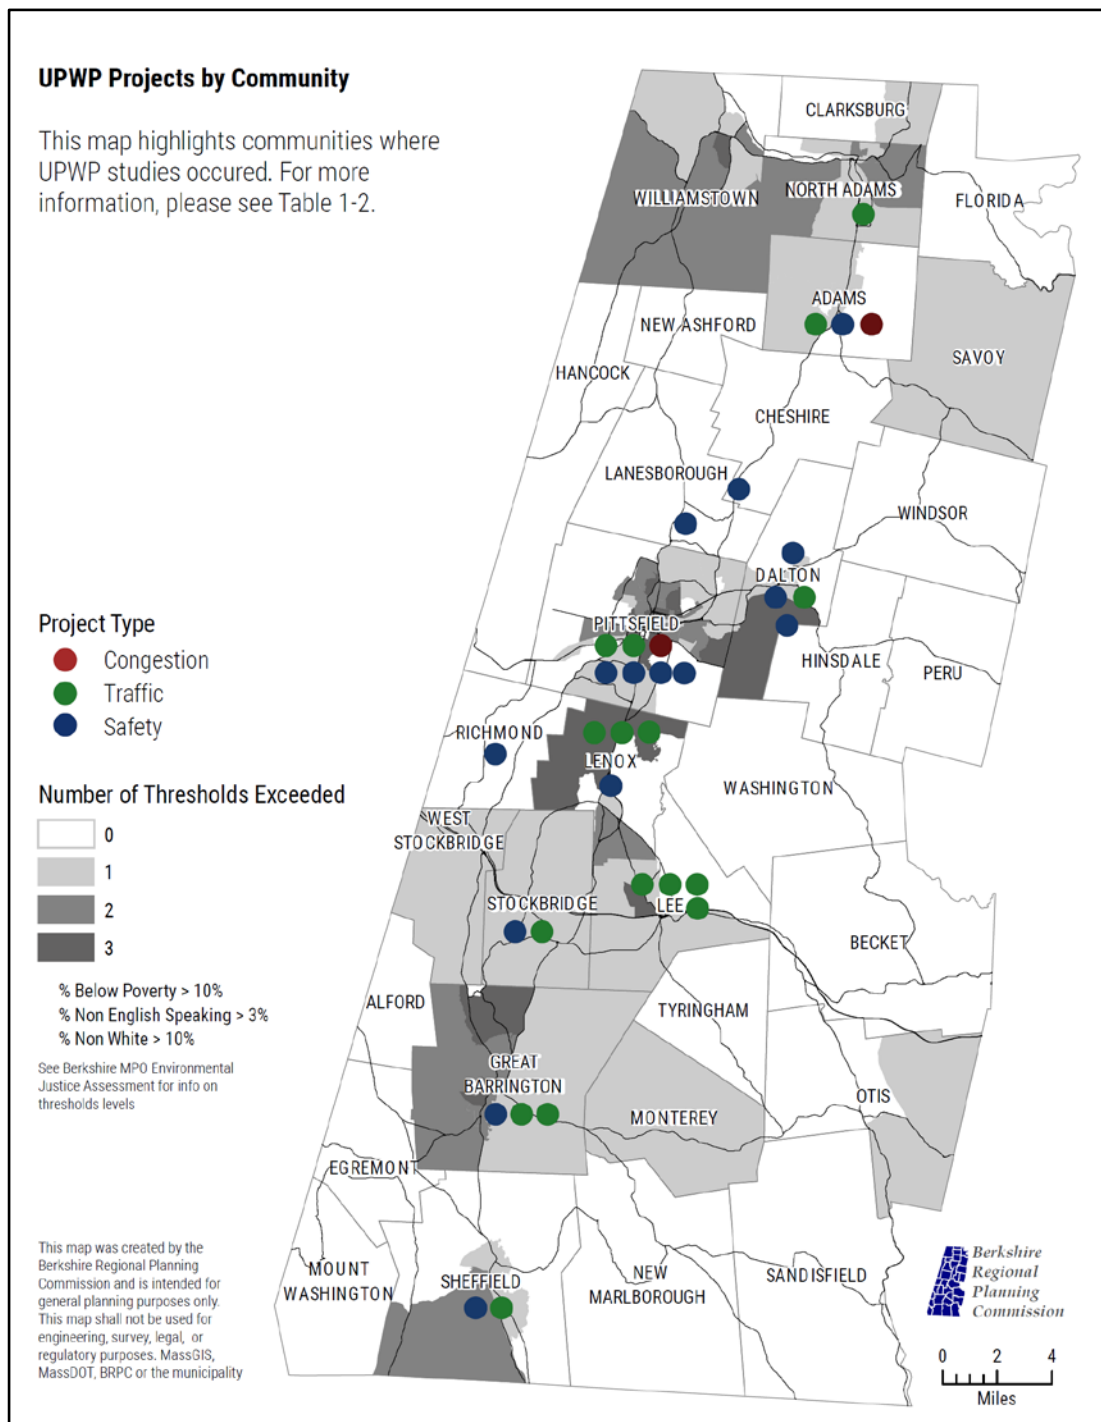 UPWP Projects by Community
This map highlights communities where
UPWP studies occured. For more
information, please see Table 1-2.
CLARKSBURG
WILLIAMSTOWN
NORTH ADAMS
FLORIDA
ADAMS
NEW ASHFORD
SAVOY
HANCOCK
CHESHIRE
LANESBOROUGH
WINDSOR
DALTON
PITTSFIELD
HINSDALE
PERU
RICHMOND
LENOX
WASHINGTON
WEST
STOCKBRIDGE
STOCKBRIDGE
LEE
BECKET
ALFORD
TYRINGHAM
GREAT
BARRINGTON
MONTEREY
OTIS
EGREMONT
MOUNT
WASHINGTON
SHEFFIELD
NEW
MARLBOROUGH
SANDISFIELD
Project Type
Congestion
Traffic
Safety
Number of Thresholds Exceeded
0
1
2
3
% Below Poverty > 10%
% Non English Speaking > 3%
% Non White > 10%
See Berkshire MPO Environmental
Justice Assessment for info on
thresholds levels
This map was created by the
Berkshire Regional Planning
Commission and is intended for
general planning purposes only.
This map shall not be used for
engineering, survey, legal, or
regulatory purposes. MassGIS,
MassDOT, BRPC or the municipality
Berkshire
Regional
Planning
Commission
0 2 4
Miles